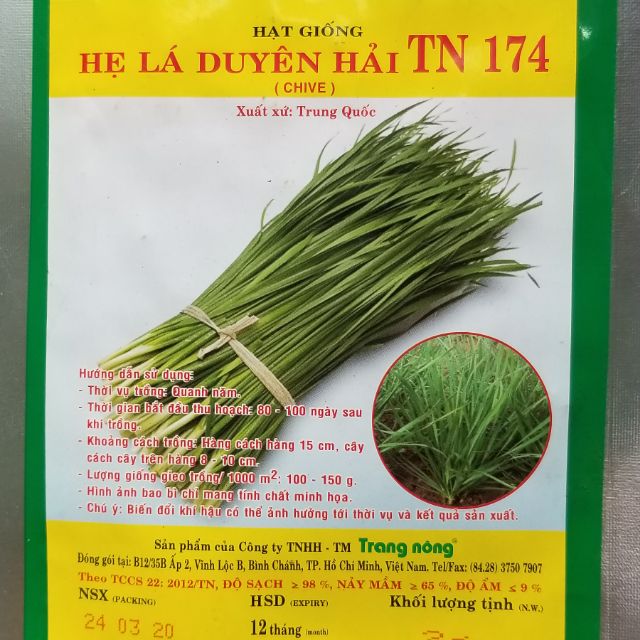 HẠT GIỐNG
HẸ LÁ DUYÊN HẢI TN 174
( CHIVE )
Xuất xứ: Trung Quốc
Hướng dẫn sử dụng:
- Thời vụ trồng: Quanh năm.
- Thời gian bắt đầu thu hoạch: 80 - 100 ngày sau
khi trồng.
- Khoảng cách trồng: Hàng cách hàng 15 cm, cây
cách cây trên hàng 8 - 10 cm.
- Lượng giống gieo trồng/ 1000 m²: 100 - 150 g.
- Hình ảnh bao bì chỉ mang tính chất minh họa.
- Chú ý: Biến đổi khí hậu có thể ảnh hưởng tới thời vụ và kết quả sản xuất.
Sản phẩm của Công ty TNHH - TM Trang nông®
Đóng gói tại: B12/35B Ấp 2, Vĩnh Lộc B, Bình Chánh, TP. Hồ Chí Minh, Việt Nam. Tel/Fax: (84.28) 3750 7907
Theo TCCS 22: 2012/TN, ĐỘ SẠCH ≥ 98 %, NẢY MẦM ≥ 65 %, ĐỘ ẨM ≤ 9 %
NSX (PACKING) HSD (EXPIRY) Khối lượng tịnh (N.W.)
24 03 20 12 tháng (month)